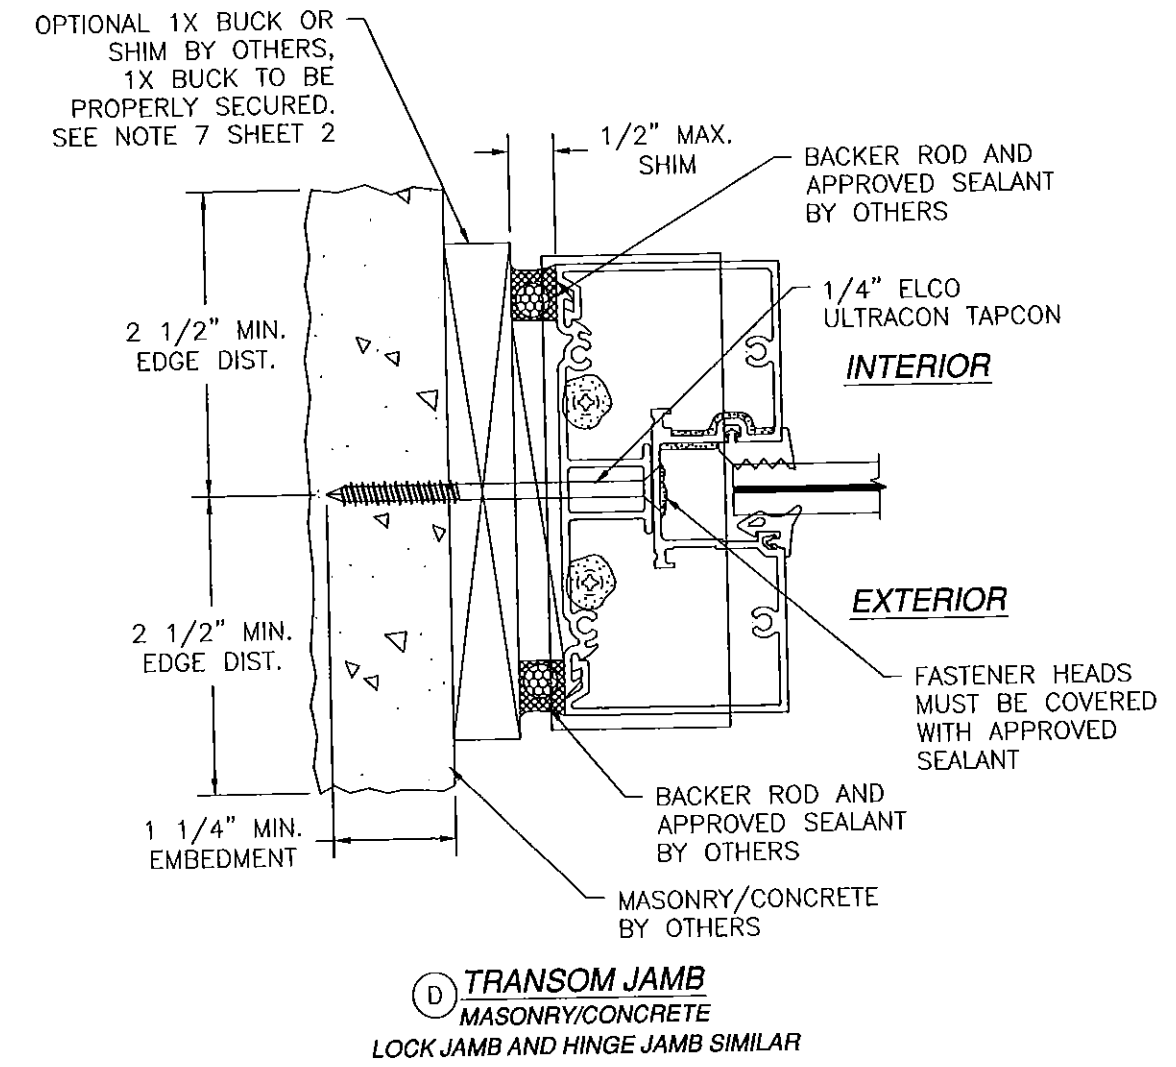 OPTIONAL 1X BUCK OR
SHIM BY OTHERS,
1X BUCK TO BE
PROPERLY SECURED.
SEE NOTE 7 SHEET 2
1/2" MAX.
SHIM
BACKER ROD AND
APPROVED SEALANT
BY OTHERS
1/4" ELCO
ULTRACON TAPCON
INTERIOR
2 1/2" MIN.
EDGE DIST.
EXTERIOR
2 1/2" MIN.
EDGE DIST.
FASTENER HEADS
MUST BE COVERED
WITH APPROVED
SEALANT
BACKER ROD AND
APPROVED SEALANT
BY OTHERS
1 1/4" MIN.
EMBEDMENT
MASONRY/CONCRETE
BY OTHERS
D TRANSOM JAMB
MASONRY/CONCRETE
LOCK JAMB AND HINGE JAMB SIMILAR